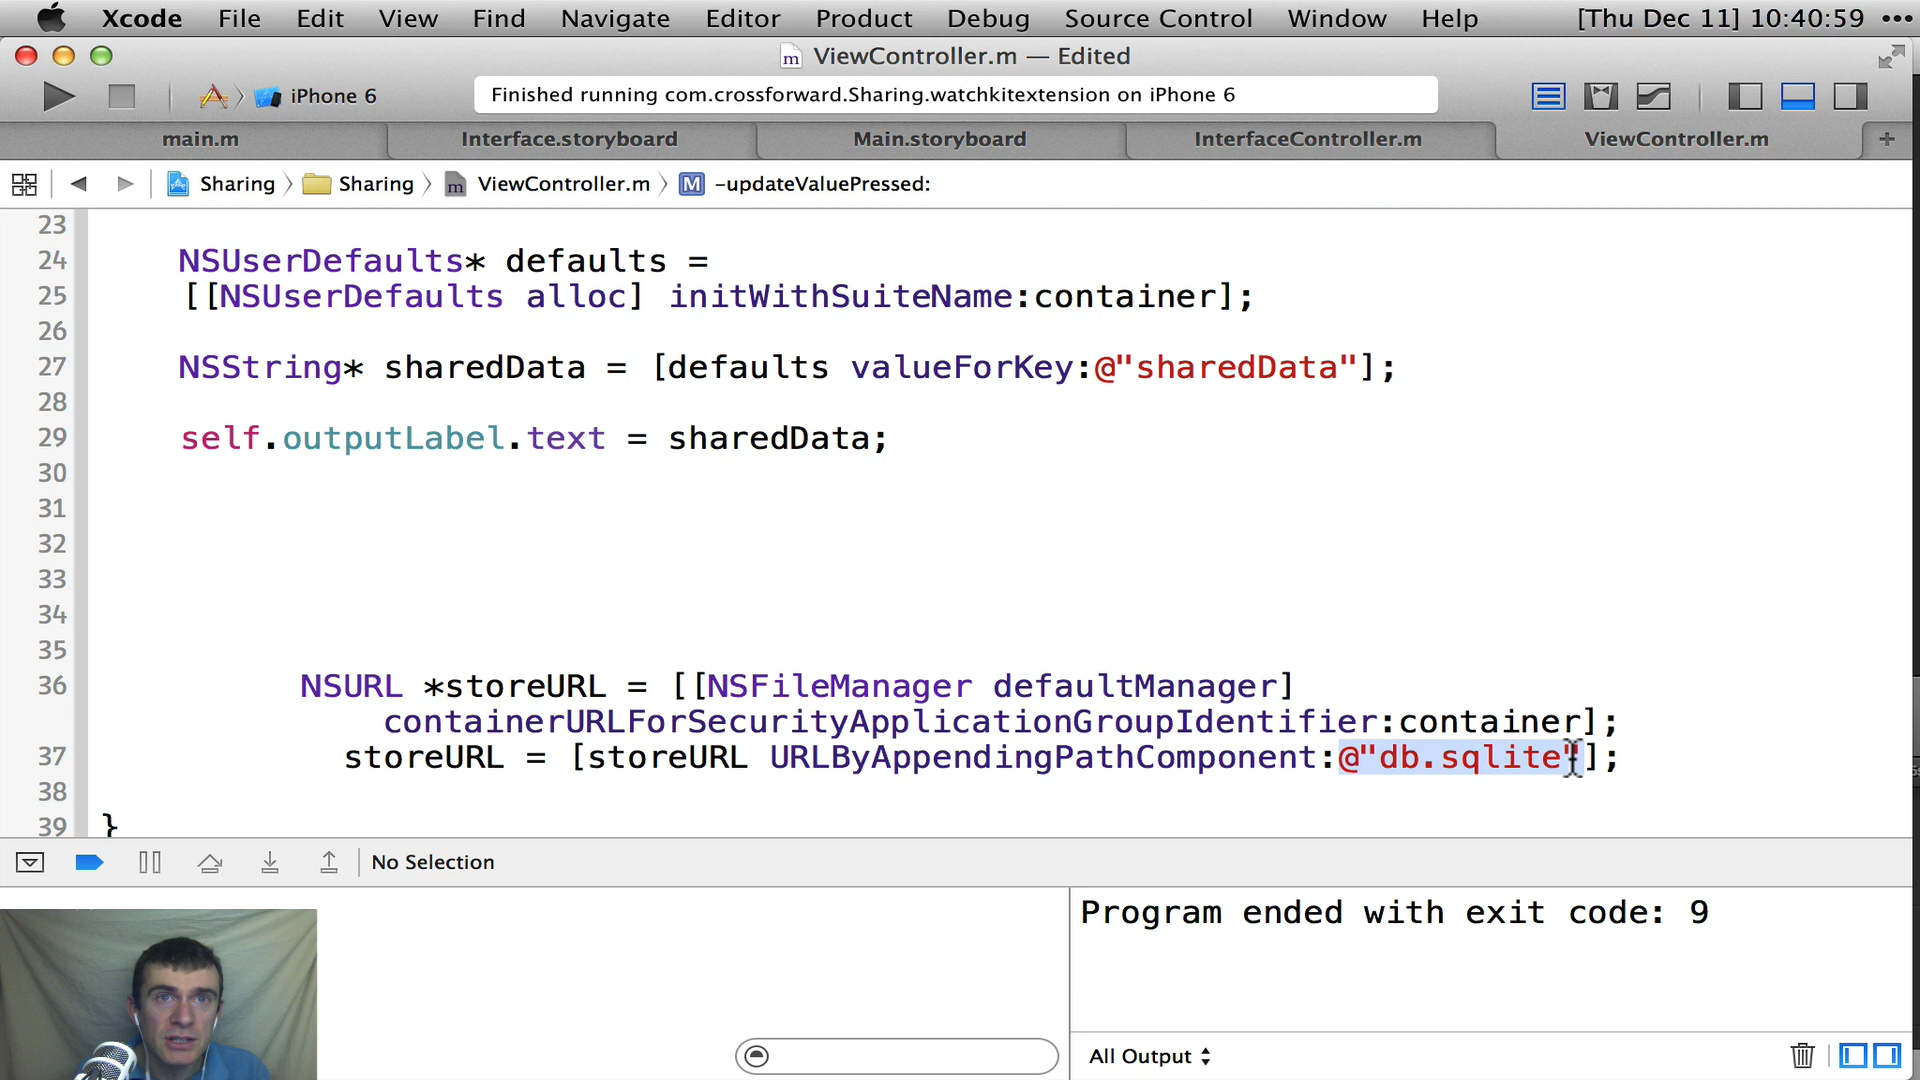 Xcode File Edit View Find Navigate Editor Product Debug Source Control Window Help [Thu Dec 11] 10:40:59 •••
m ViewController.m — Edited
iPhone 6
Finished running com.crossforward.Sharing.watchkitextension on iPhone 6
main.m Interface.storyboard Main.storyboard InterfaceController.m ViewController.m +
Sharing Sharing m ViewController.m M -updateValuePressed:
23
24 NSUserDefaults* defaults =
25 [[NSUserDefaults alloc] initWithSuiteName:container];
26
27 NSString* sharedData = [defaults valueForKey:@"sharedData"];
28
29 self.outputLabel.text = sharedData;
30
31
32
33
34
35
36 NSURL *storeURL = [[NSFileManager defaultManager]
containerURLForSecurityApplicationGroupIdentifier:container];
37 storeURL = [storeURL URLByAppendingPathComponent:@"db.sqlite"];
38
39 }
No Selection
Program ended with exit code: 9
All Output